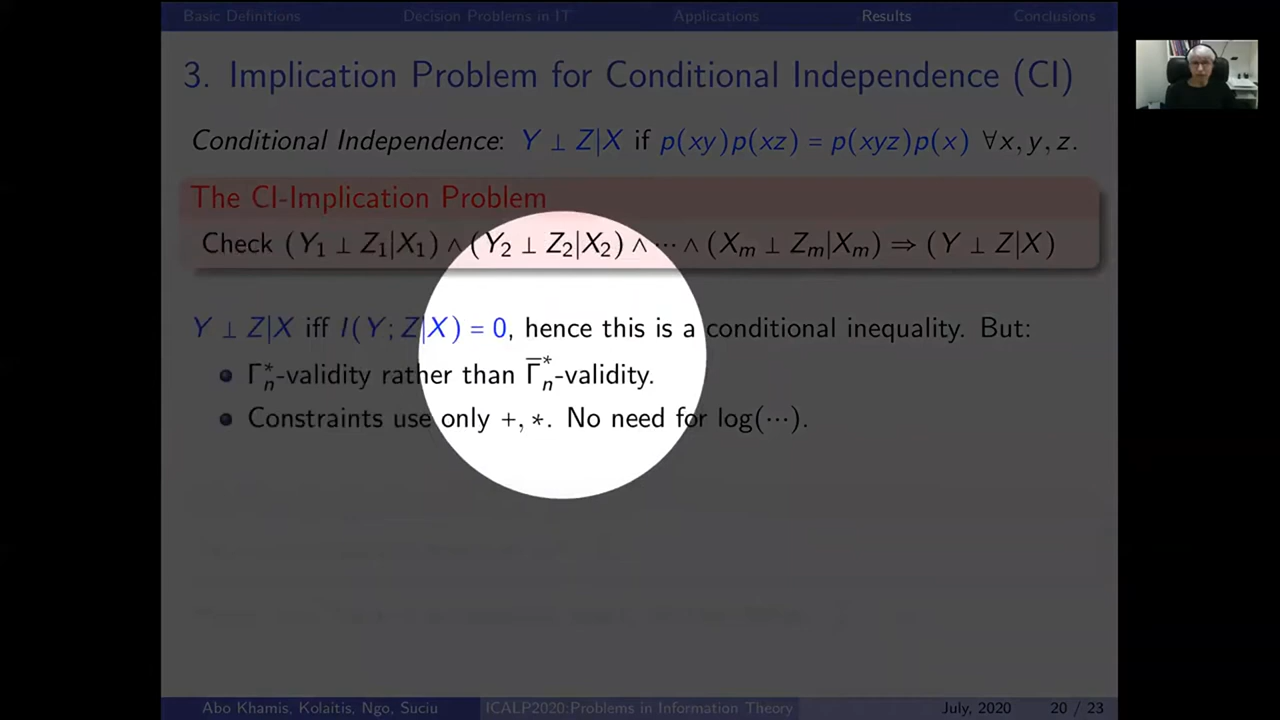 Basic Definitions Decision Problems in IT Applications Results Conclusions
3. Implication Problem for Conditional Independence (CI)
Conditional Independence: Y ⊥ Z|X if p(xy)p(xz) = p(xyz)p(x) ∀x, y, z.
The CI-Implication Problem
Check (Y₁ ⊥ Z₁|X₁) ∧ (Y₂ ⊥ Z₂|X₂) ∧ ⋯ ∧ (Xₘ ⊥ Zₘ|Xₘ) ⇒ (Y ⊥ Z|X)
Y ⊥ Z|X iff I(Y; Z|X) = 0, hence this is a conditional inequality. But:
Γ*ₙ-validity rather than Γ̅*ₙ-validity.
Constraints use only +, *. No need for log(⋯).
Abo Khamis, Kolaitis, Ngo, Suciu ICALP2020:Problems in Information Theory July, 2020 20 / 23